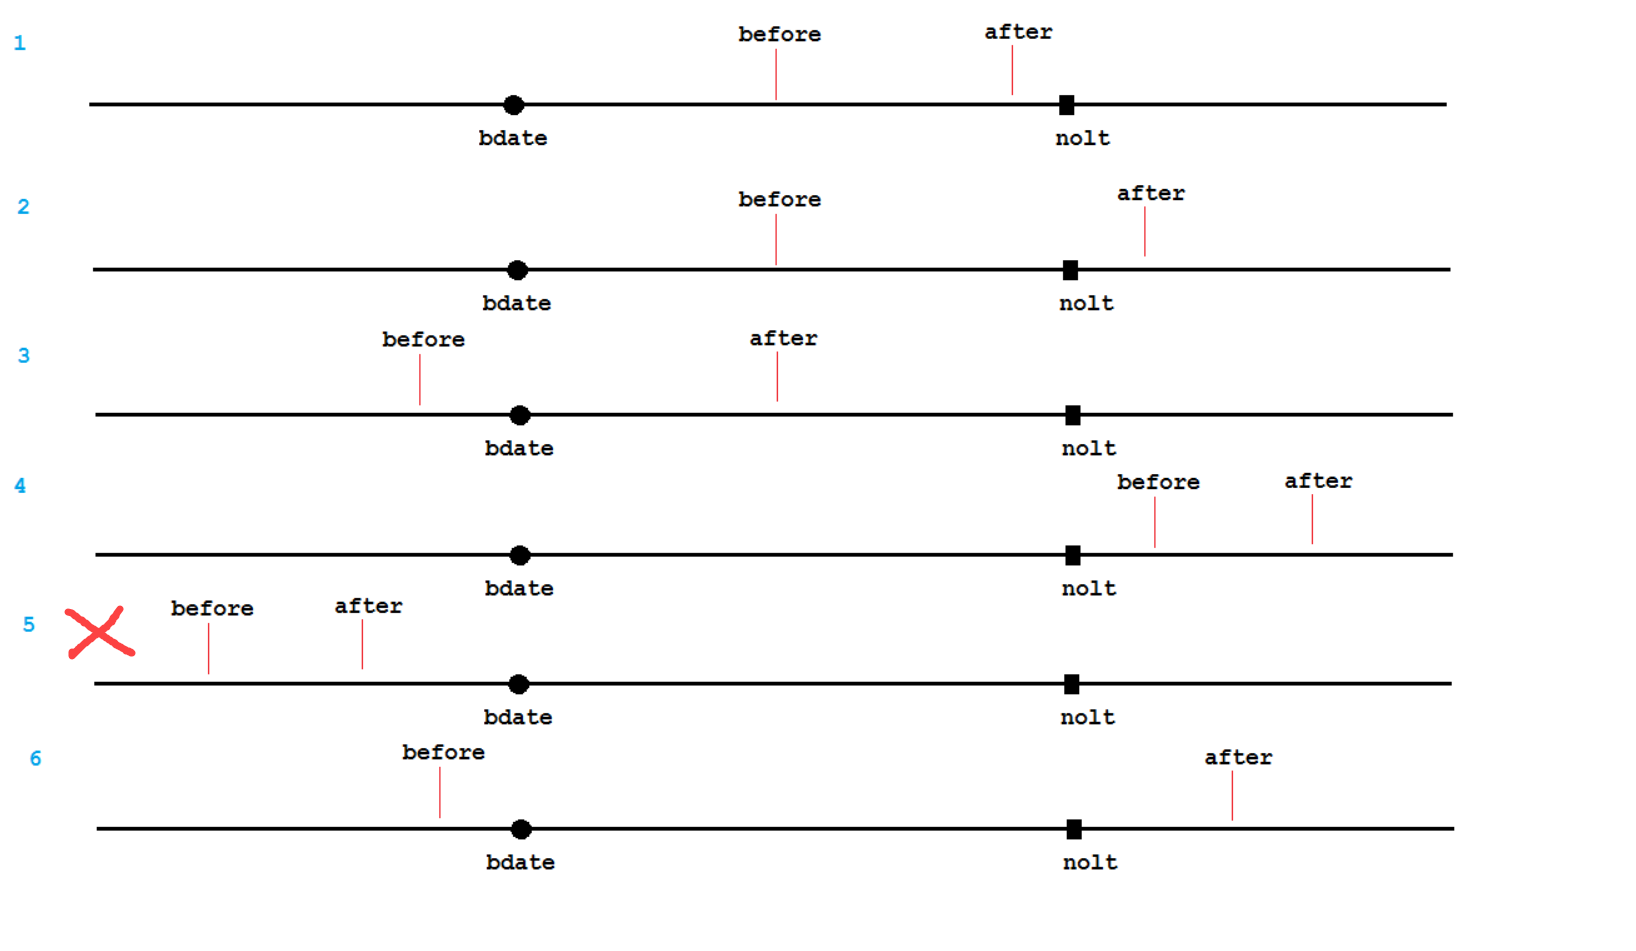 1 before after
bdate nolt
2 before after
bdate nolt
3 before after
bdate nolt
4 before after
bdate nolt
5 before after
bdate nolt
6 before after
bdate nolt